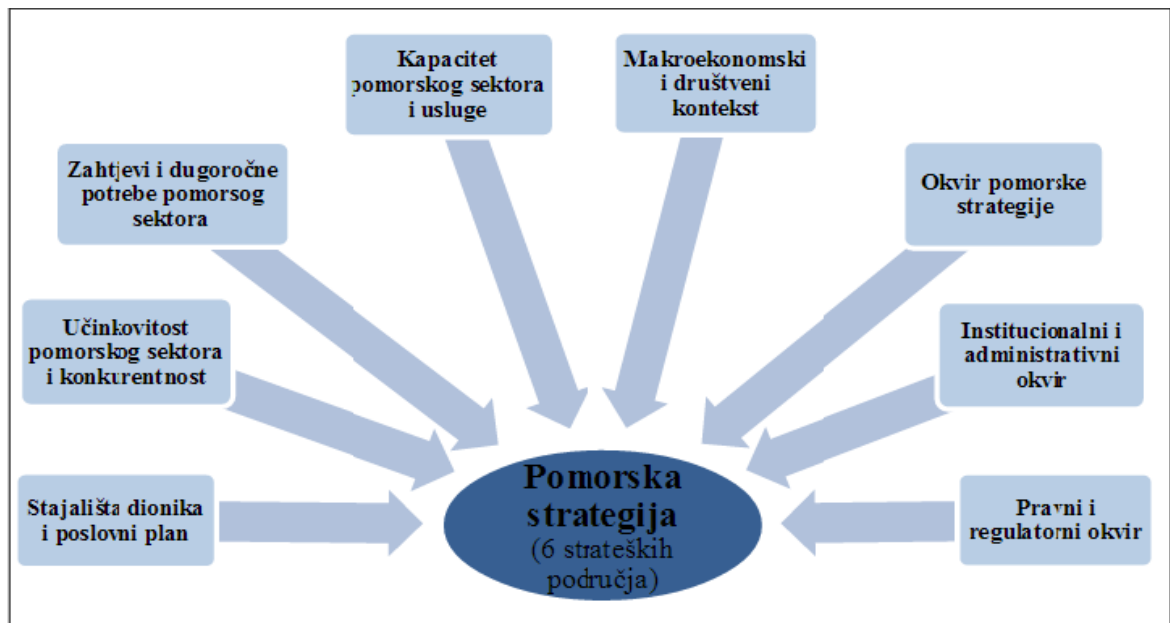 Kapacitet
pomorskog sektora
i usluge
Makroekonomski
i društveni
kontekst
Zahtjevi i dugoročne
potrebe pomorsog
sektora
Okvir pomorske
strategije
Učinkovitost
pomorskog sektora
i konkurentnost
Institucionalni i
administrativni
okvir
Stajališta dionika
i poslovni plan
Pomorska
strategija
(6 strateških
područja)
Pravni i
regulatorni okvir